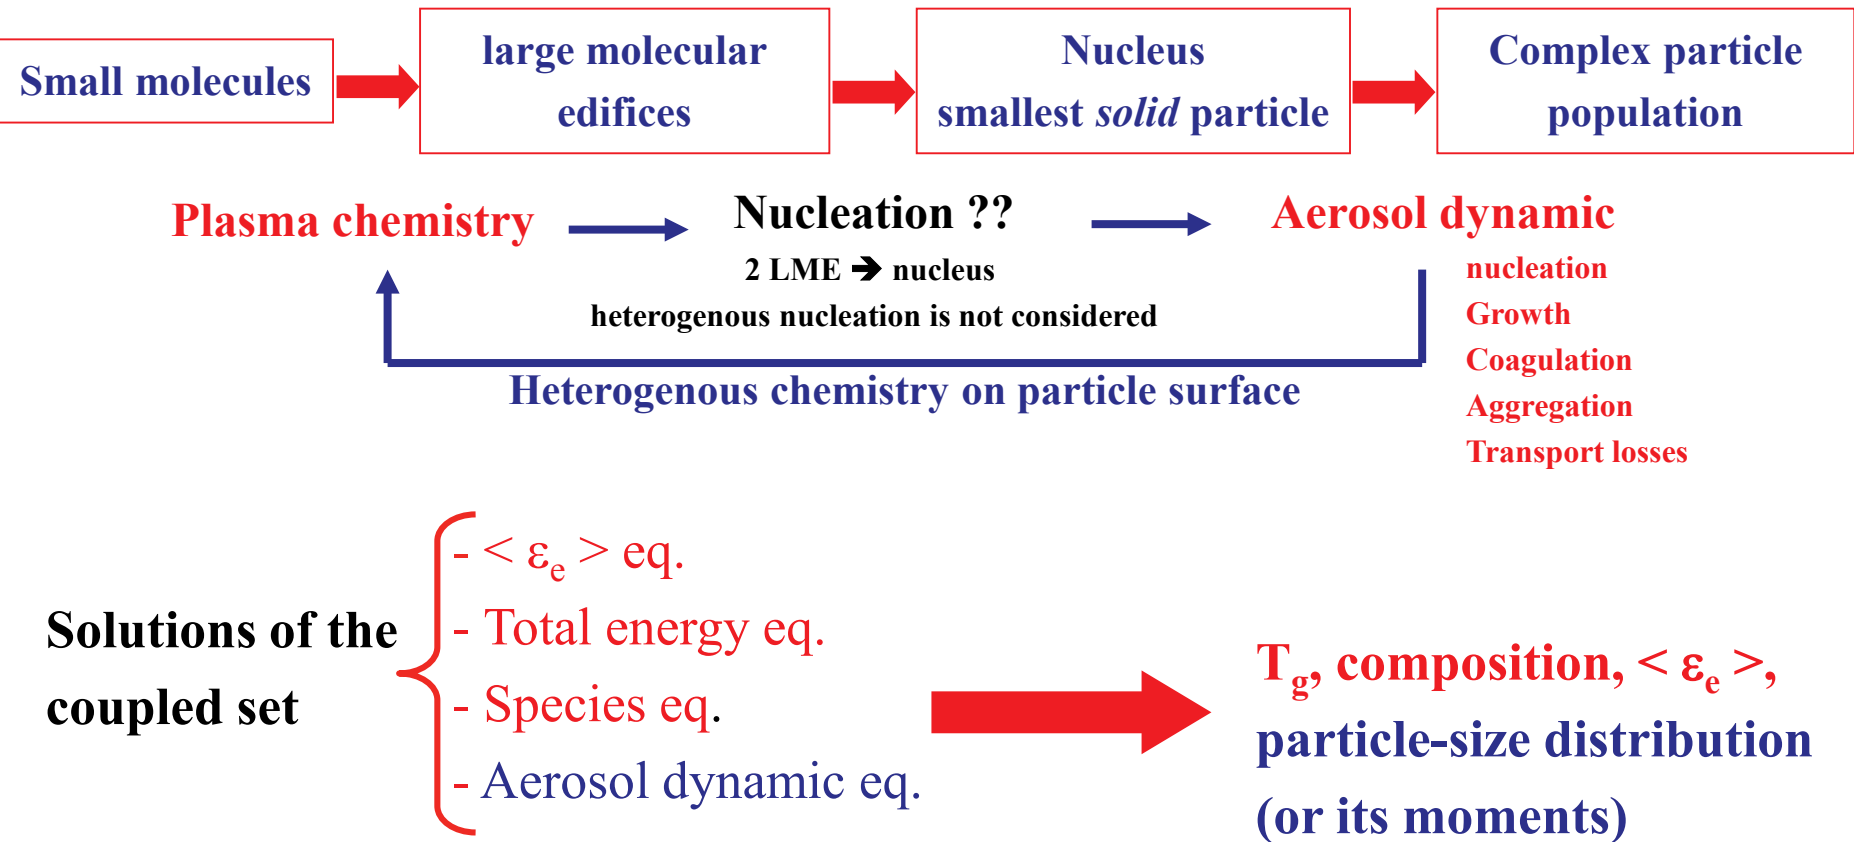 Small molecules
large molecular
edifices
Nucleus
smallest solid particle
Complex particle
population
Plasma chemistry
Nucleation ??
Aerosol dynamic
2 LME ➔ nucleus
heterogenous nucleation is not considered
nucleation
Growth
Coagulation
Aggregation
Transport losses
Heterogenous chemistry on particle surface
Solutions of the
coupled set
- < εe > eq.
- Total energy eq.
- Species eq.
- Aerosol dynamic eq.
Tg, composition, < εe >,
particle-size distribution
(or its moments)